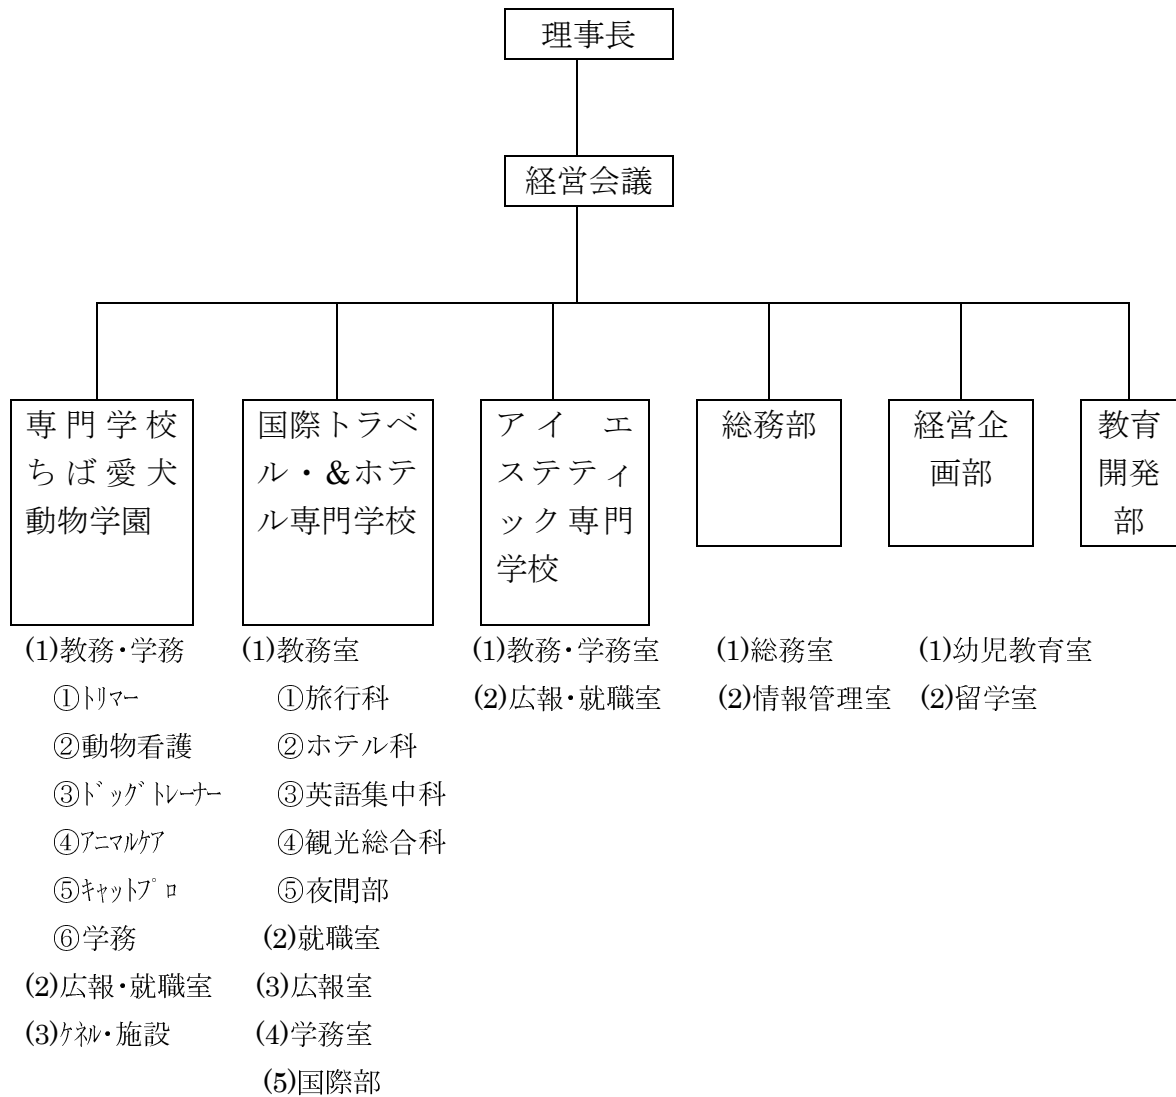 理事長
経営会議
専門学校
ちば愛犬
動物学園
国際トラベ
ル・&ホテ
ル専門学校
アイ エ
ステティ
ック専門
学校
総務部
経営企
画部
教育
開発
部
(1)教務・学務
①ﾄﾘﾏｰ
②動物看護
③ﾄﾞｯｸﾞﾄﾚｰﾅｰ
④ｱﾆﾏﾙｹｱ
⑤ｷｬｯﾄﾌﾟﾛ
⑥学務
(2)広報・就職室
(3)ｹﾈﾙ・施設
(1)教務室
①旅行科
②ホテル科
③英語集中科
④観光総合科
⑤夜間部
(2)就職室
(3)広報室
(4)学務室
(5)国際部
(1)教務・学務室
(2)広報・就職室
(1)総務室
(2)情報管理室
(1)幼児教育室
(2)留学室